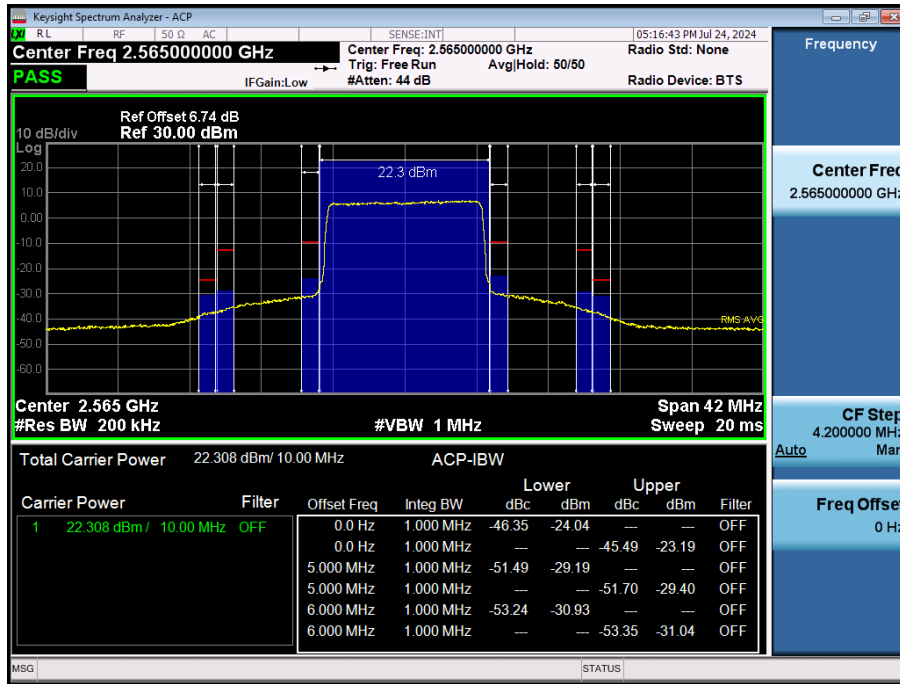 Keysight Spectrum Analyzer - ACP
LXI RL RF 50 Ω AC SENSE:INT 05:16:43 PM Jul 24, 2024
Center Freq 2.565000000 GHz
Center Freq: 2.565000000 GHz Radio Std: None
Trig: Free Run Avg|Hold: 50/50
PASS IFGain:Low #Atten: 44 dB Radio Device: BTS
Ref Offset 6.74 dB
10 dB/div Ref 30.00 dBm
Log
20.0
22.3 dBm
10.0
0.00
-10.0
-20.0
-30.0
-40.0
RMS AVG
-50.0
-60.0
Center 2.565 GHz Span 42 MHz
#Res BW 200 kHz #VBW 1 MHz Sweep 20 ms
Total Carrier Power 22.308 dBm/ 10.00 MHz ACP-IBW
Lower Upper
Carrier Power Filter Offset Freq Integ BW dBc dBm dBc dBm Filter
1 22.308 dBm / 10.00 MHz OFF 0.0 Hz 1.000 MHz -46.35 -24.04 --- --- OFF
0.0 Hz 1.000 MHz --- --- -45.49 -23.19 OFF
5.000 MHz 1.000 MHz -51.49 -29.19 --- --- OFF
5.000 MHz 1.000 MHz --- --- -51.70 -29.40 OFF
6.000 MHz 1.000 MHz -53.24 -30.93 --- --- OFF
6.000 MHz 1.000 MHz --- --- -53.35 -31.04 OFF
MSG STATUS
Frequency
Center Freq
2.565000000 GHz
CF Step
4.200000 MHz
Auto Man
Freq Offset
0 Hz